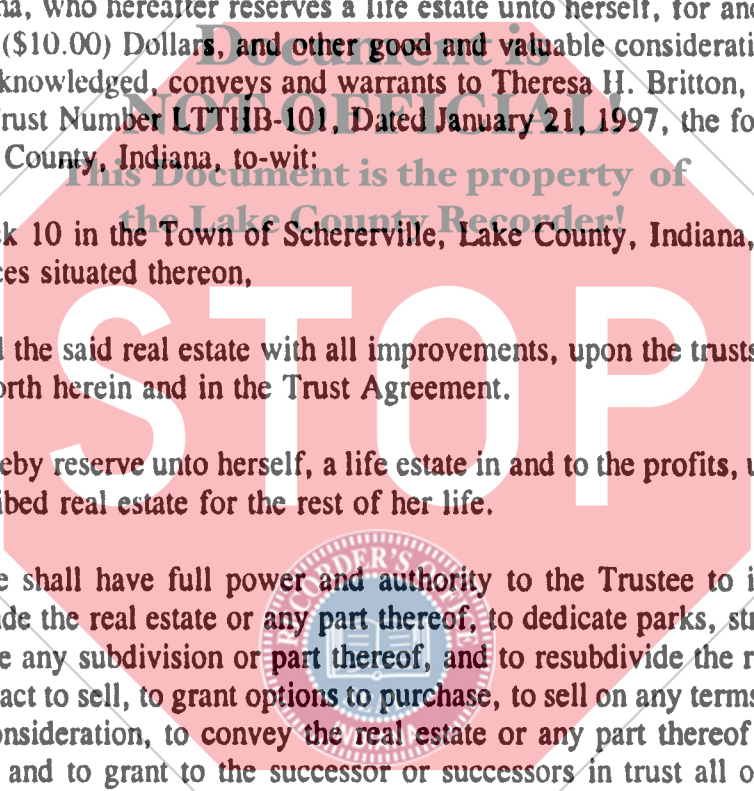 na, who hereafter reserves a life estate unto herself, for and
($10.00) Dollars, and other good and valuable considerati
knowledged, conveys and warrants to Theresa H. Britton,
Trust Number LTTHB-101, Dated January 21, 1997, the fo
County, Indiana, to-wit:
Document is
NOT OFFICIAL!
This Document is the property of
the Lake County Recorder!
k 10 in the Town of Schererville, Lake County, Indiana,
ces situated thereon,
STOP
l the said real estate with all improvements, upon the trusts
orth herein and in the Trust Agreement.
eby reserve unto herself, a life estate in and to the profits, u
ibed real estate for the rest of her life.
RECORDER'S OFFICE
e shall have full power and authority to the Trustee to i
ide the real estate or any part thereof, to dedicate parks, str
e any subdivision or part thereof, and to resubdivide the r
act to sell, to grant options to purchase, to sell on any terms
onsideration, to convey the real estate or any part thereof
and to grant to the successor or successors in trust all o